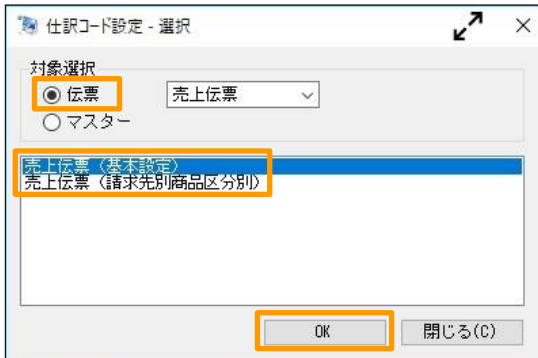 仕訳コード設定 - 選択
対象選択
伝票
売上伝票
マスター
売上伝票（基本設定）
売上伝票（請求先別商品区分別）
OK
閉じる(C)